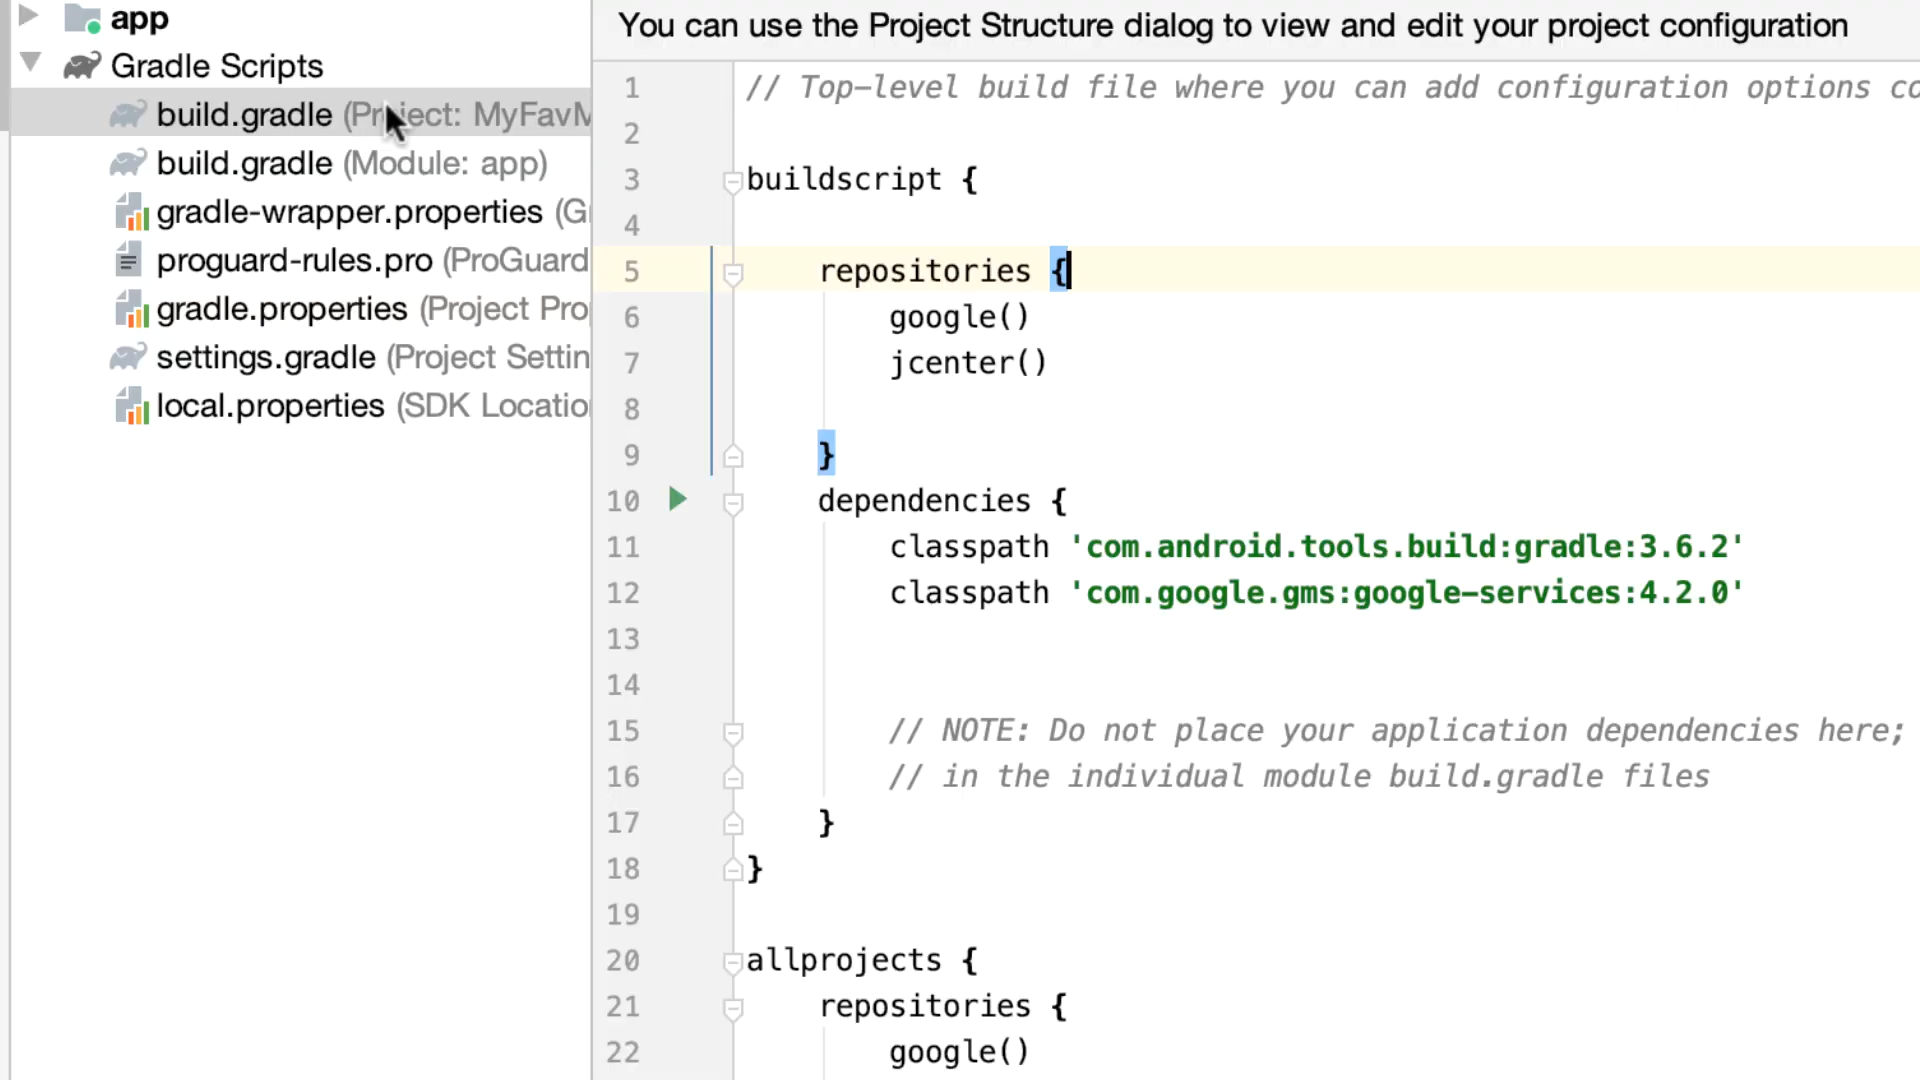 app
Gradle Scripts
build.gradle (Project: MyFavM
build.gradle (Module: app)
gradle-wrapper.properties (G
proguard-rules.pro (ProGuard
gradle.properties (Project Pro
settings.gradle (Project Settin
local.properties (SDK Locatio
You can use the Project Structure dialog to view and edit your project configuration
1 // Top-level build file where you can add configuration options co
2
3 buildscript {
4
5 repositories {
6 google()
7 jcenter()
8
9 }
10 dependencies {
11 classpath 'com.android.tools.build:gradle:3.6.2'
12 classpath 'com.google.gms:google-services:4.2.0'
13
14
15 // NOTE: Do not place your application dependencies here;
16 // in the individual module build.gradle files
17 }
18 }
19
20 allprojects {
21 repositories {
22 google()